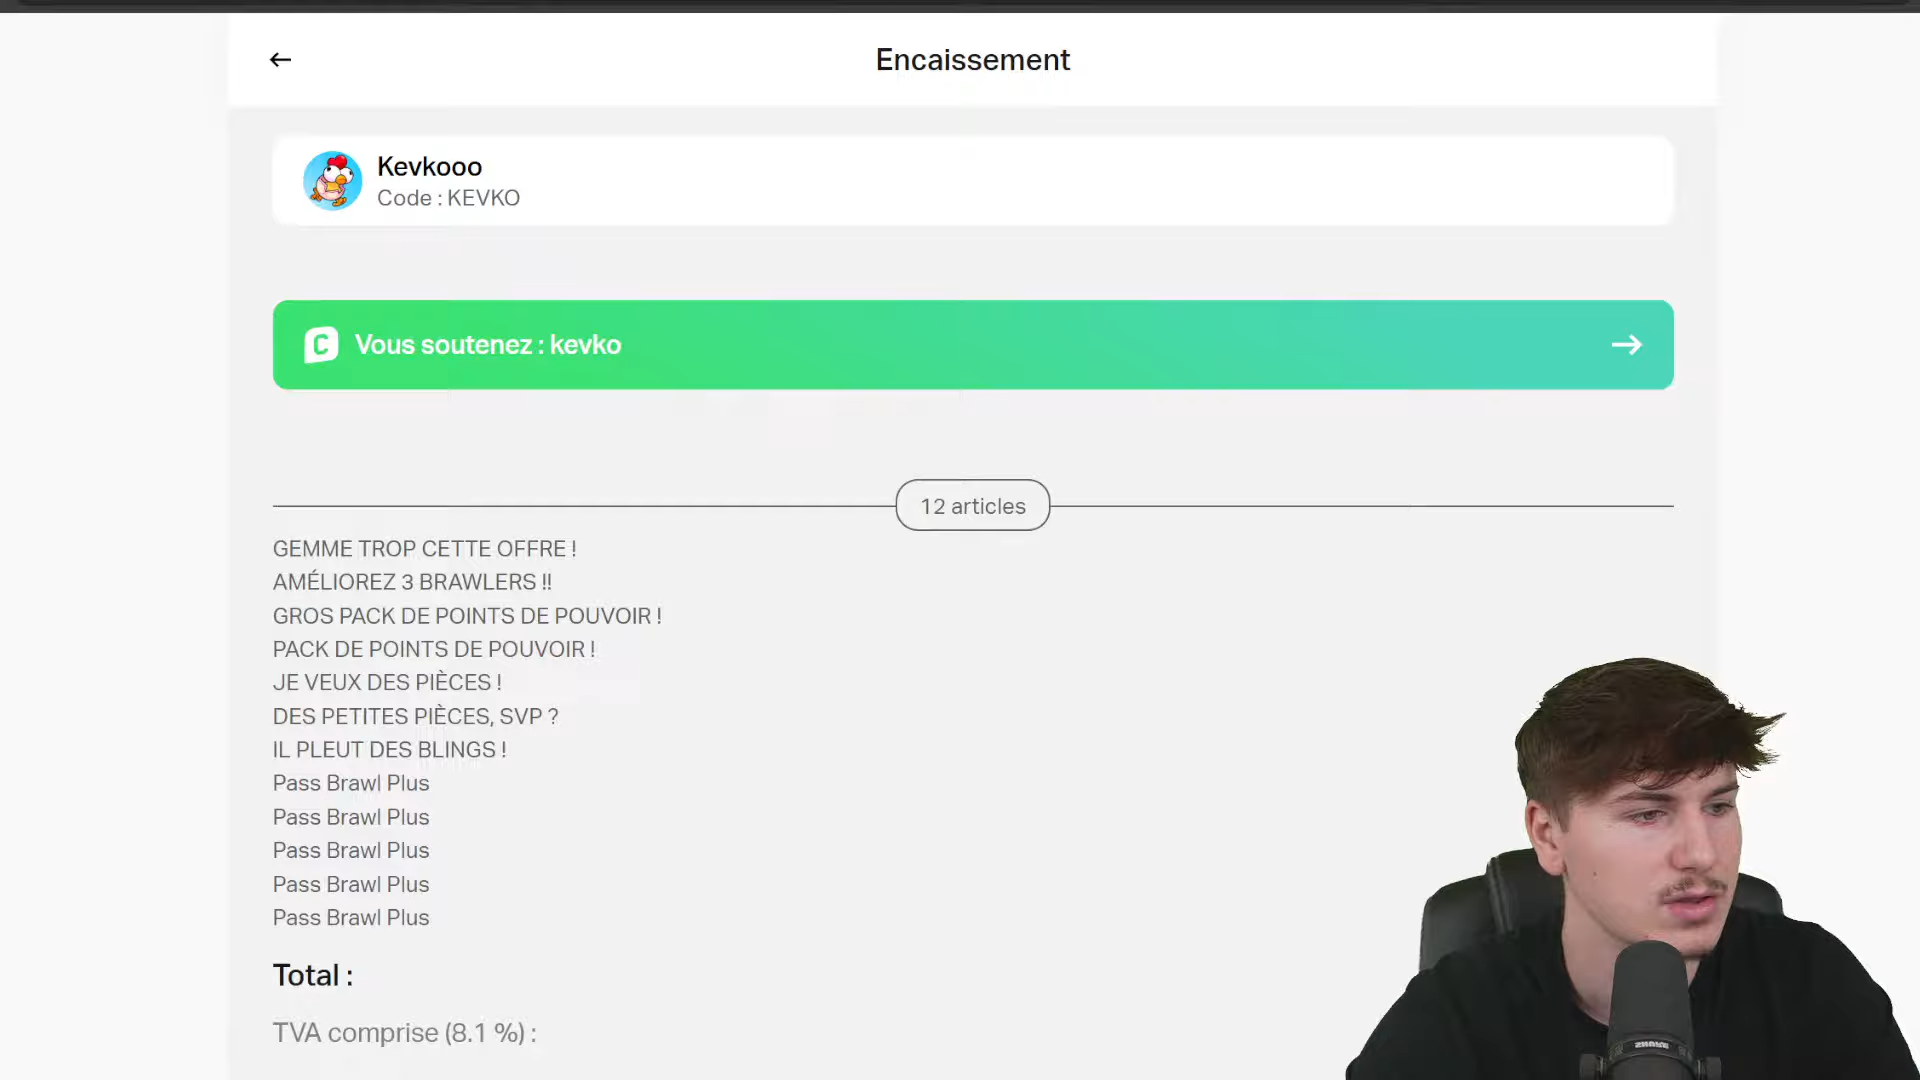 Encaissement
Kevkooo
Code : KEVKO
C Vous soutenez : kevko
12 articles
GEMME TROP CETTE OFFRE !
AMÉLIOREZ 3 BRAWLERS !!
GROS PACK DE POINTS DE POUVOIR !
PACK DE POINTS DE POUVOIR !
JE VEUX DES PIÈCES !
DES PETITES PIÈCES, SVP ?
IL PLEUT DES BLINGS !
Pass Brawl Plus
Pass Brawl Plus
Pass Brawl Plus
Pass Brawl Plus
Pass Brawl Plus
Total :
TVA comprise (8.1 %) :
SHURE